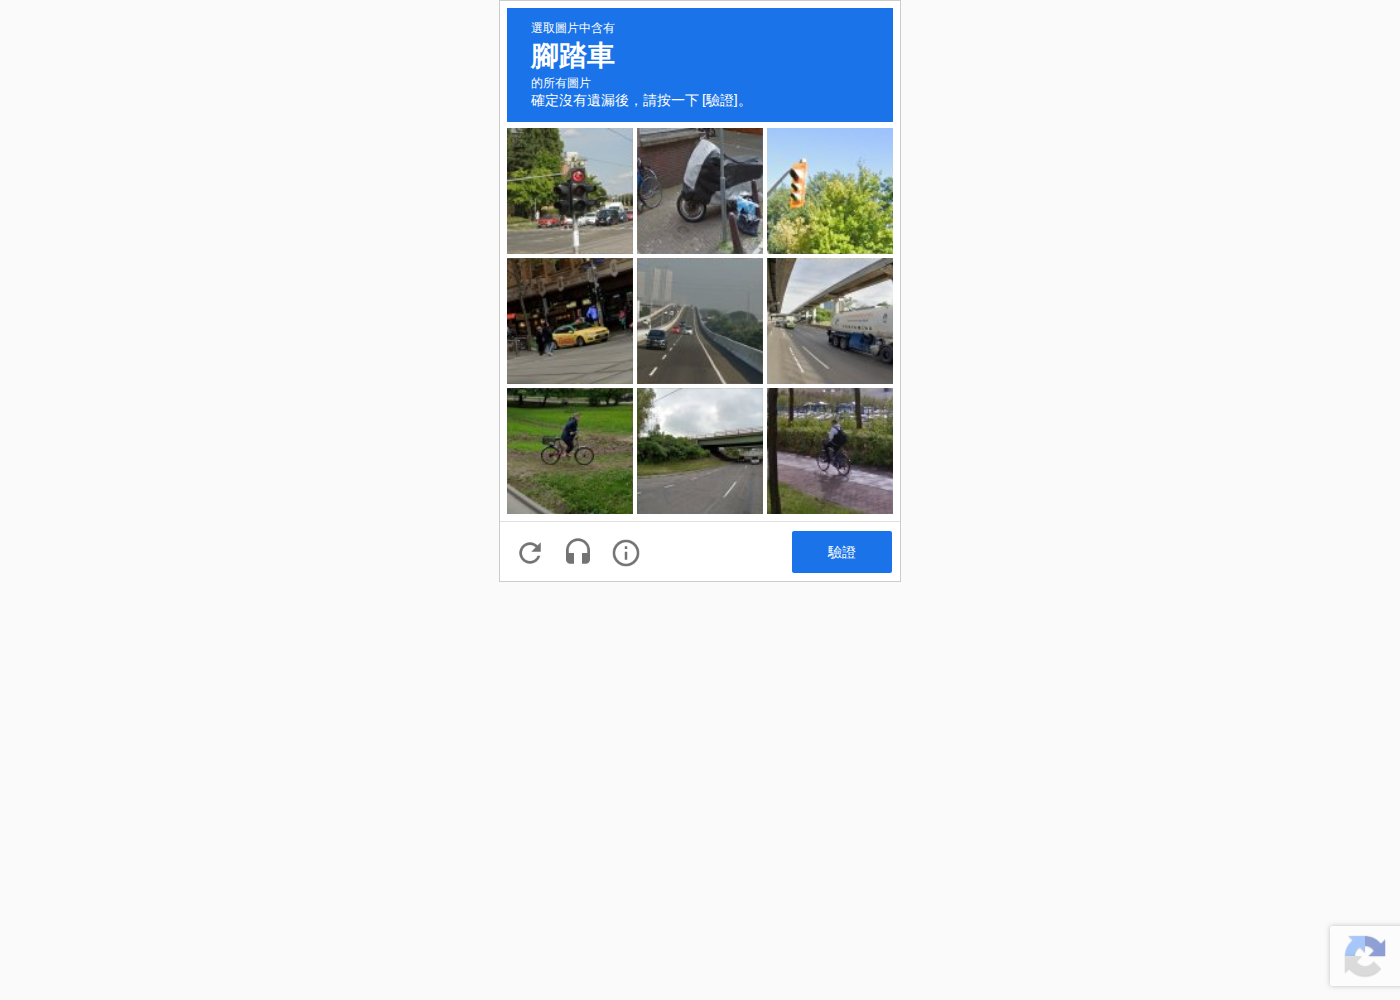 選取圖片中含有
腳踏車
的所有圖片
確定沒有遺漏後，請按一下 [驗證]。
驗證